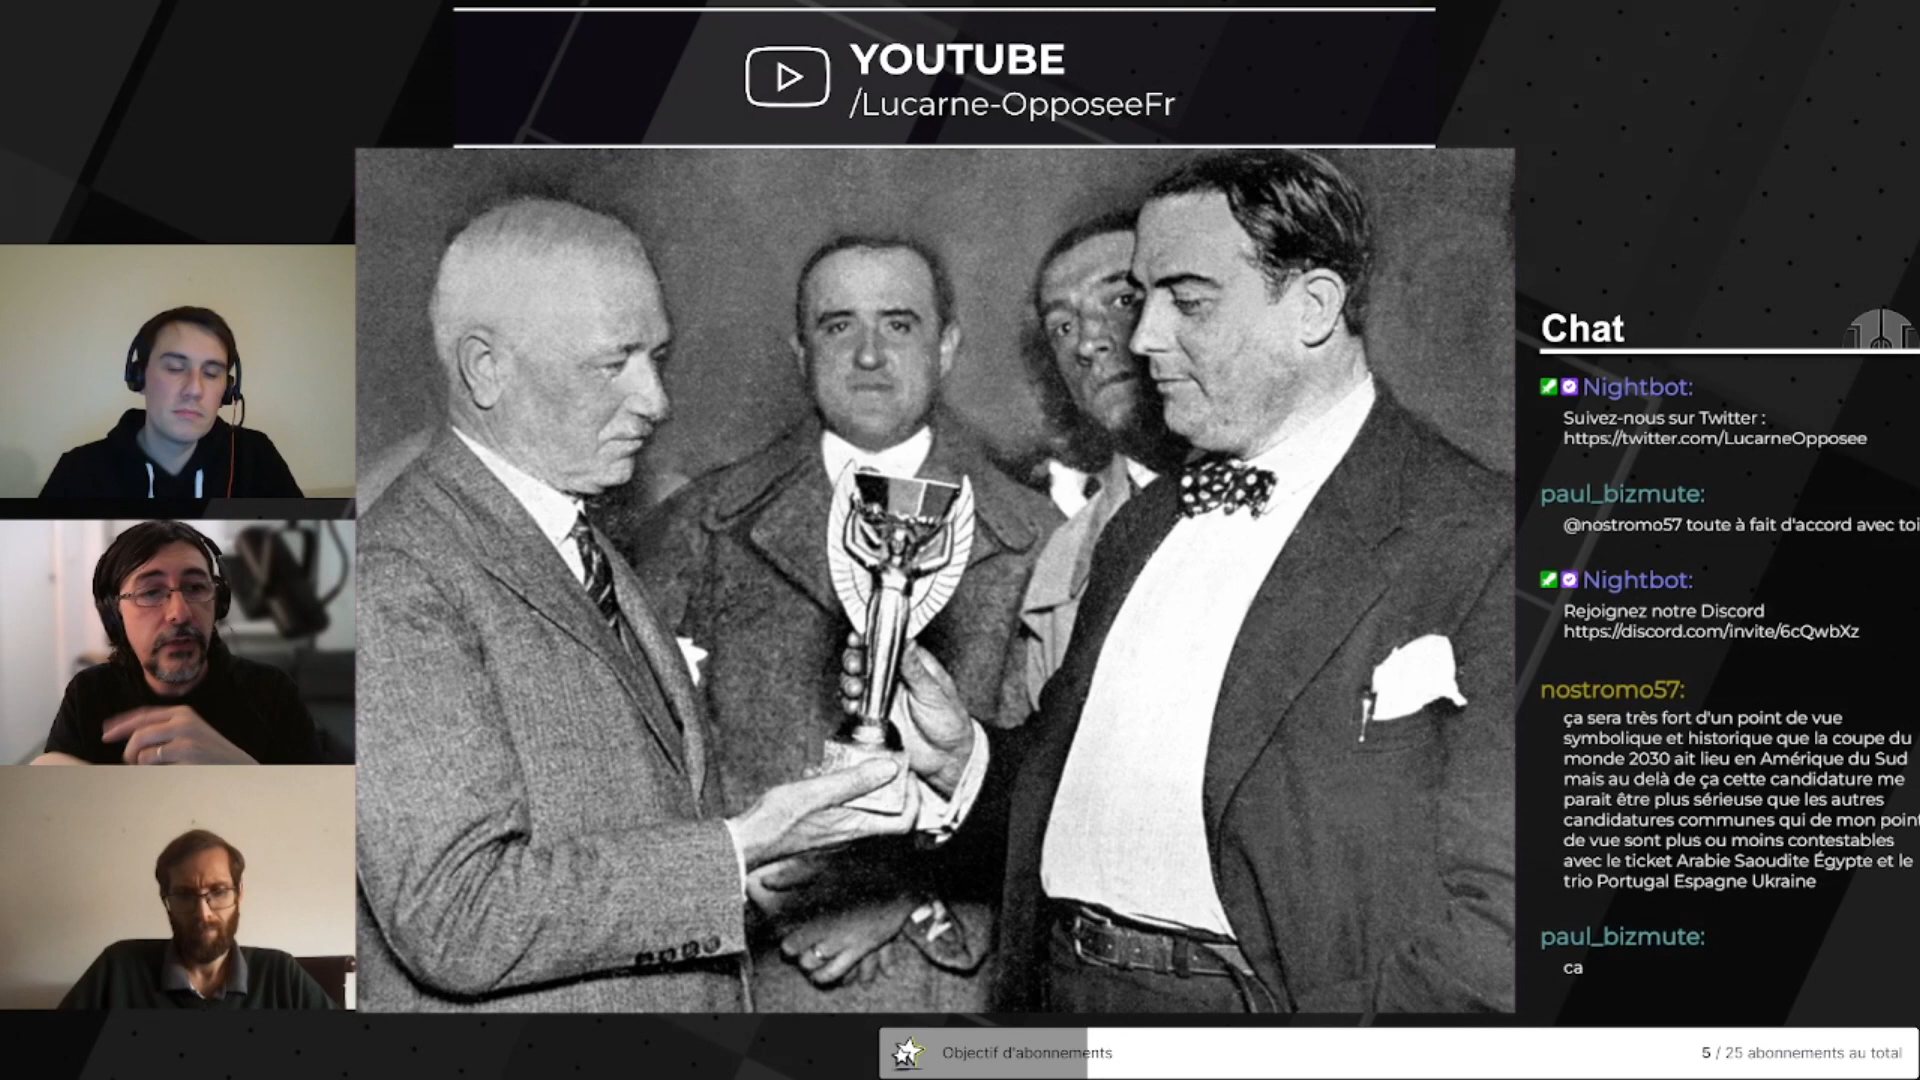 YOUTUBE
/Lucarne-OpposeeFr
Chat
Nightbot:
Suivez-nous sur Twitter :
https://twitter.com/LucarneOpposee
paul_bizmute:
@nostromo57 toute à fait d'accord avec toi
Nightbot:
Rejoignez notre Discord
https://discord.com/invite/6cQwbXz
nostromo57:
ça sera très fort d'un point de vue
symbolique et historique que la coupe du
monde 2030 ait lieu en Amérique du Sud
mais au delà de ça cette candidature me
parait être plus sérieuse que les autres
candidatures communes qui de mon point
de vue sont plus ou moins contestables
avec le ticket Arabie Saoudite Égypte et le
trio Portugal Espagne Ukraine
paul_bizmute:
ca
Objectif d'abonnements
5 / 25 abonnements au total